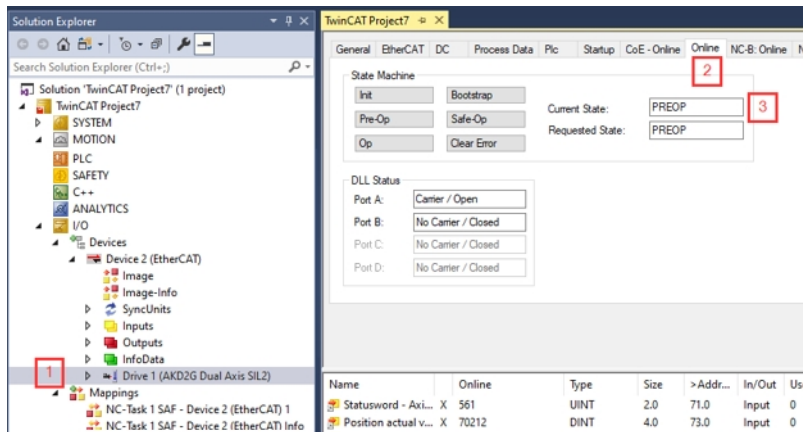 Solution Explorer
Search Solution Explorer (Ctrl+;)
Solution 'TwinCAT Project7' (1 project)
TwinCAT Project7
SYSTEM
MOTION
PLC
SAFETY
C++
ANALYTICS
I/O
Devices
Device 2 (EtherCAT)
Image
Image-Info
SyncUnits
Inputs
Outputs
InfoData
1
Drive 1 (AKD2G Dual Axis SIL2)
Mappings
NC-Task 1 SAF - Device 2 (EtherCAT) 1
NC-Task 1 SAF - Device 2 (EtherCAT) Info
TwinCAT Project7
General EtherCAT DC Process Data Plc Startup CoE - Online Online NC-B: Online
2
State Machine
Init Bootstrap
Pre-Op Safe-Op
Op Clear Error
Current State: PREOP
3
Requested State: PREOP
DLL Status
Port A: Carrier / Open
Port B: No Carrier / Closed
Port C: No Carrier / Closed
Port D: No Carrier / Closed
Name Online Type Size >Addr... In/Out Us
Statusword - Axi... X 561 UINT 2.0 71.0 Input 0
Position actual v... X 70212 DINT 4.0 73.0 Input 0